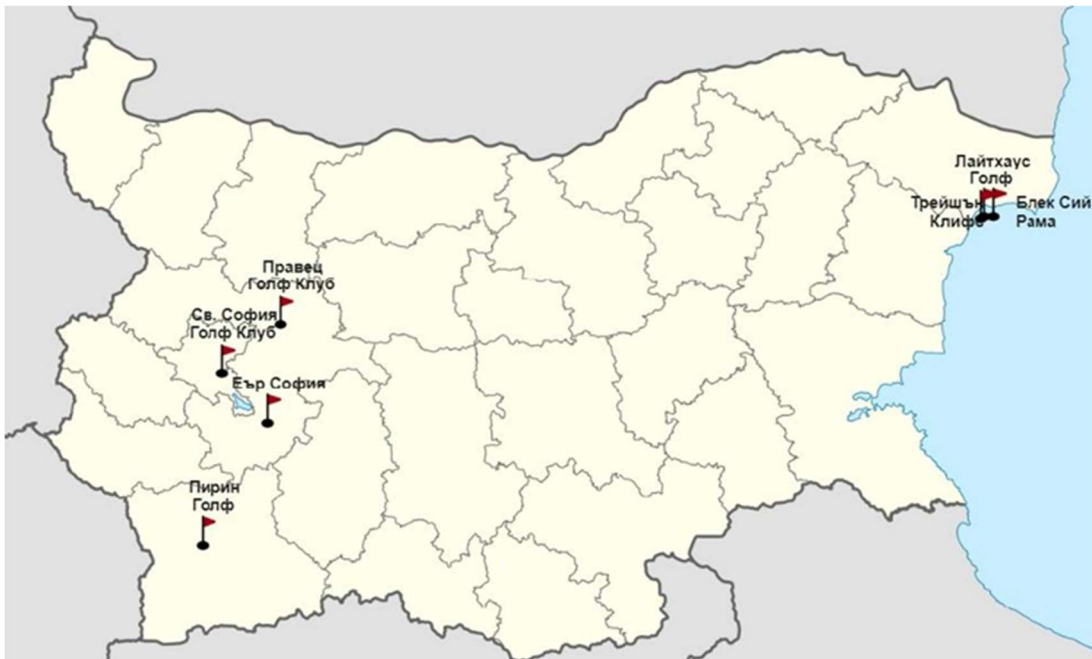 Лайтхаус
Голф
Трейшън
Клифс
Блек Сий
Рама
Правец
Голф Клуб
Св. София
Голф Клуб
Еър София
Пирин
Голф